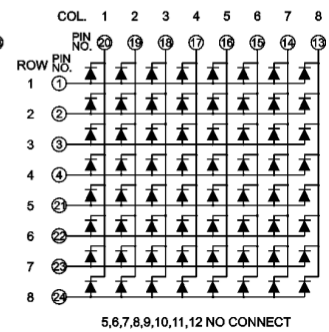 COL. 1 2 3 4 5 6 7 8
PIN NO. 20 19 18 17 16 15 14 13
ROW PIN NO.
1 1
2 2
3 3
4 4
5 21
6 22
7 23
8 24
5,6,7,8,9,10,11,12 NO CONNECT